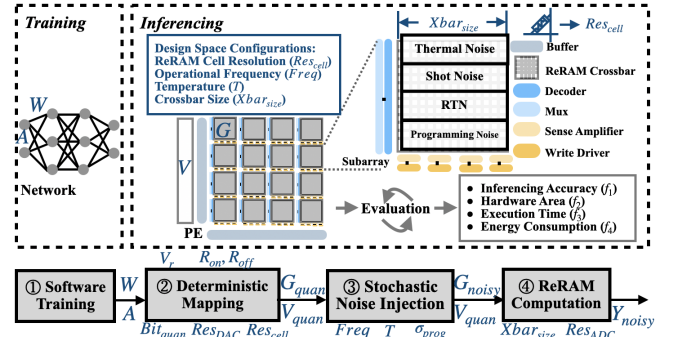 Training
Inferencing
Design Space Configurations:
ReRAM Cell Resolution (Res_cell)
Operational Frequency (Freq)
Temperature (T)
Crossbar Size (Xbar_size)
Xbar_size
Res_cell
Thermal Noise
Shot Noise
RTN
Programming Noise
Buffer
ReRAM Crossbar
Decoder
Mux
Sense Amplifier
Write Driver
W
A
Network
V
G
PE
Subarray
Evaluation
● Inferencing Accuracy (f₁)
● Hardware Area (f₂)
● Execution Time (f₃)
● Energy Consumption (f₄)
V_r R_on, R_off
① Software Training
W
A
② Deterministic Mapping
G_quan
V_quan
③ Stochastic Noise Injection
G_noisy
V_quan
④ ReRAM Computation
Y_noisy
Bit_quan Res_DAC Res_cell
Freq T σ_prog
Xbar_size Res_ADC